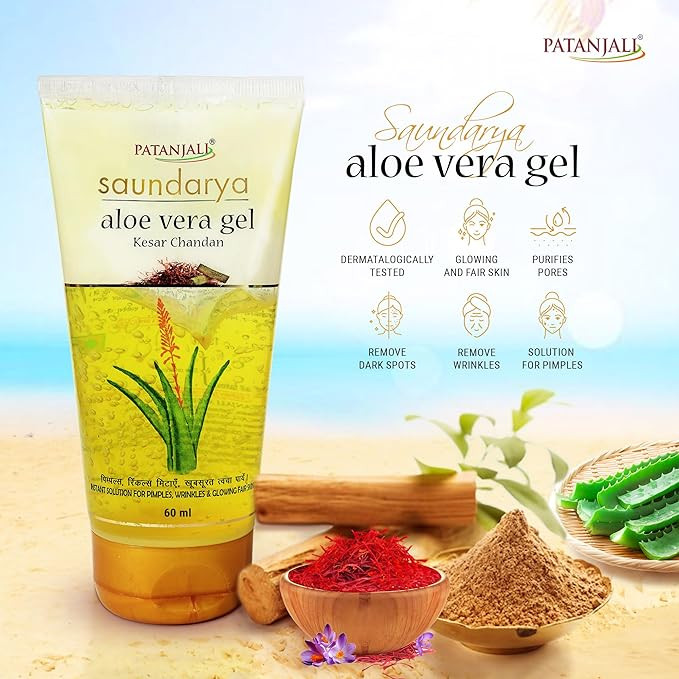 PATANJALI®
Saundarya
aloe vera gel
DERMATALOGICALLY
TESTED
GLOWING
AND FAIR SKIN
PURIFIES
PORES
REMOVE
DARK SPOTS
REMOVE
WRINKLES
SOLUTION
FOR PIMPLES
PATANJALI®
saundarya
aloe vera gel
Kesar Chandan
पिम्पल्स, रिंकल्स मिटाएँ, खूबसूरत त्वचा पायें।
INSTANT SOLUTION FOR PIMPLES, WRINKLES & GLOWING FAIR SKIN
60 ml